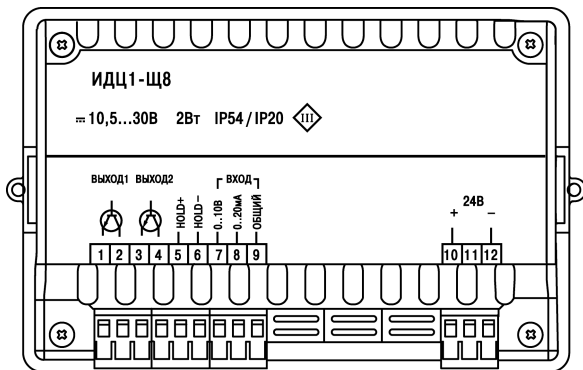 ИДЦ1-Щ8
10,5...30В 2Вт IP54 / IP20 III
ВЫХОД1 ВЫХОД2 ВХОД
HOLD+ HOLD− 0..10В 0..20мА ОБЩИЙ
24В
+ −
1 2 3 4 5 6 7 8 9 10 11 12